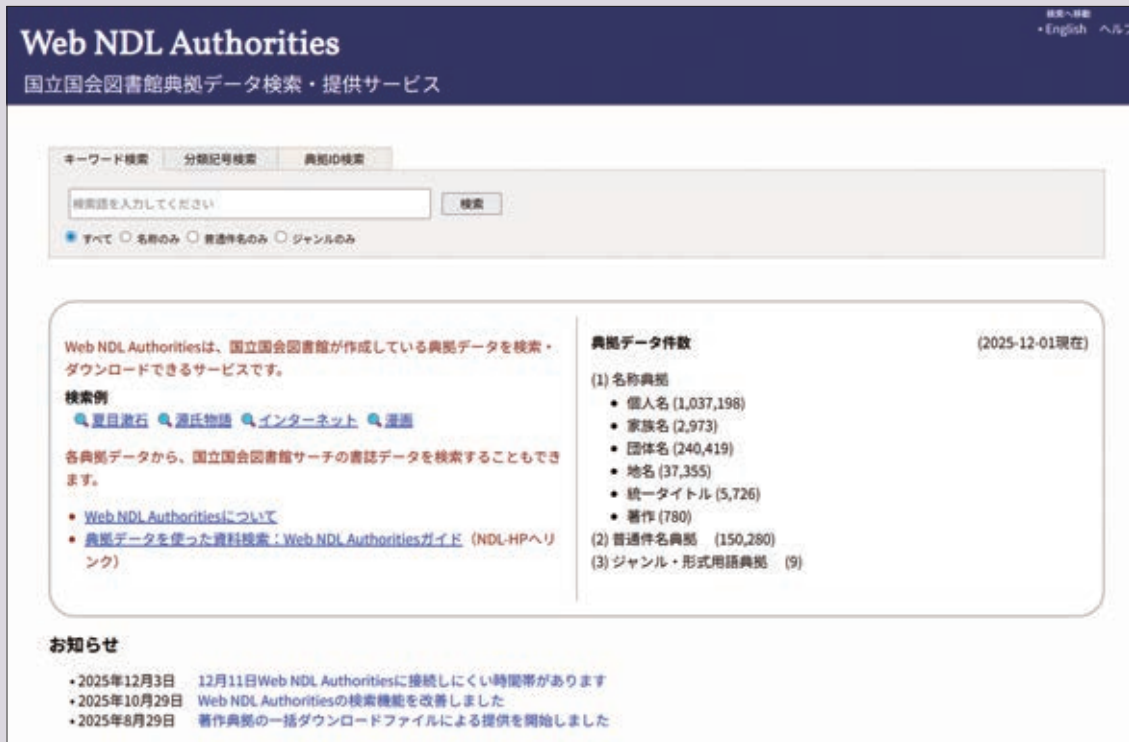 検索へ移動
Web NDL Authorities
・English ヘルプ
国立国会図書館典拠データ検索・提供サービス
キーワード検索 分類記号検索 典拠ID検索
検索語を入力してください 検索
すべて 名称のみ 普通件名のみ ジャンルのみ
Web NDL Authoritiesは、国立国会図書館が作成している典拠データを検索・
ダウンロードできるサービスです。
検索例
夏目漱石 源氏物語 インターネット 漫画
各典拠データから、国立国会図書館サーチの書誌データを検索することもでき
ます。
• Web NDL Authoritiesについて
• 典拠データを使った資料検索：Web NDL Authoritiesガイド（NDL-HPへリ
ンク）
典拠データ件数 (2025-12-01現在)
(1) 名称典拠
• 個人名 (1,037,198)
• 家族名 (2,973)
• 団体名 (240,419)
• 地名 (37,355)
• 統一タイトル (5,726)
• 著作 (780)
(2) 普通件名典拠 (150,280)
(3) ジャンル・形式用語典拠 (9)
お知らせ
・2025年12月3日 12月11日Web NDL Authoritiesに接続しにくい時間帯があります
・2025年10月29日 Web NDL Authoritiesの検索機能を改善しました
・2025年8月29日 著作典拠の一括ダウンロードファイルによる提供を開始しました